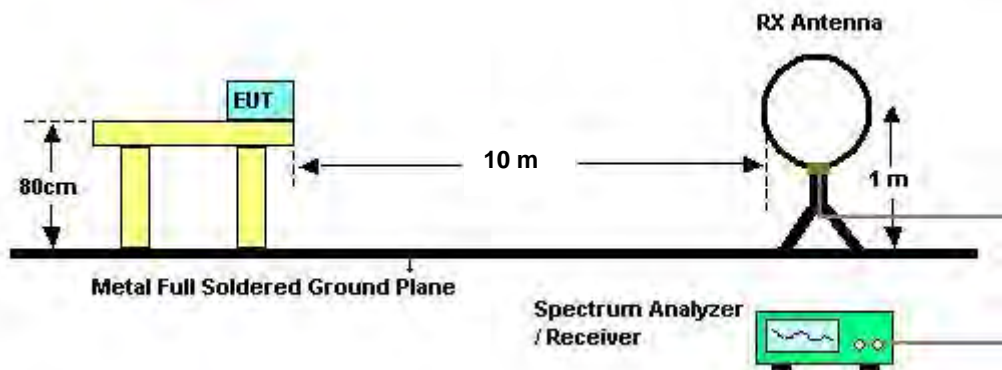 RX Antenna
EUT
10 m
80cm
1 m
Metal Full Soldered Ground Plane
Spectrum Analyzer
/ Receiver